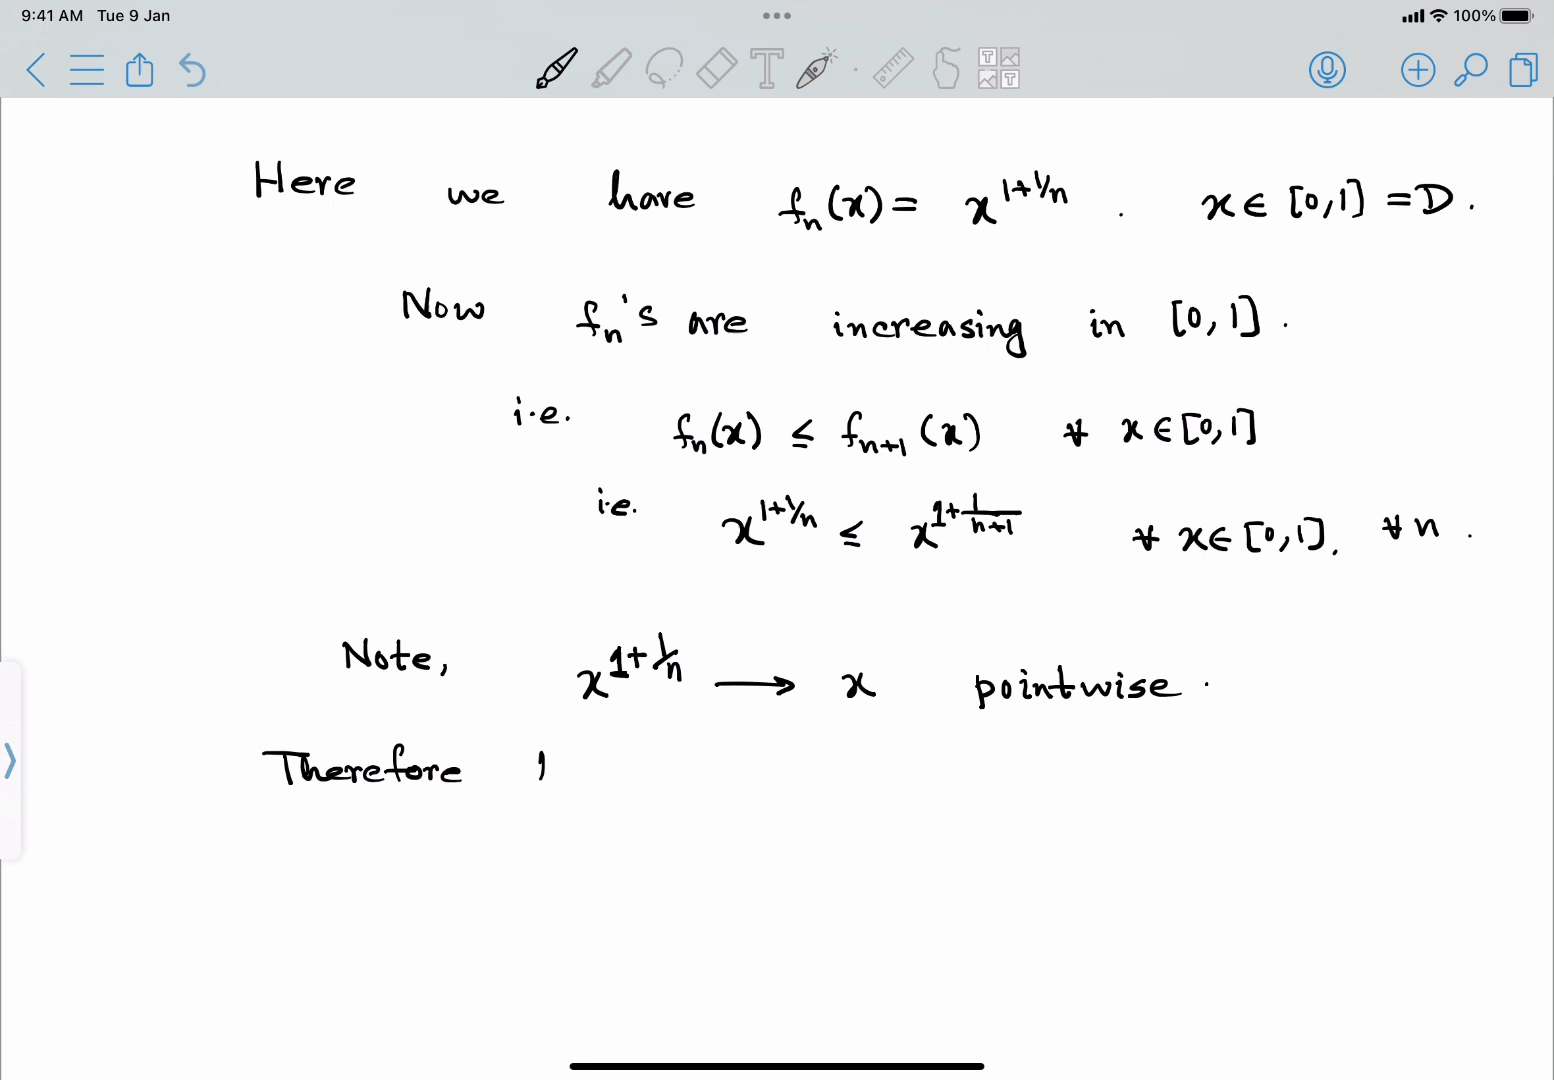 9:41 AM Tue 9 Jan 100%
Here we have fₙ(x) = x^{1+1/n} . x ∈ [0,1] = D .
Now fₙ's are increasing in [0,1] .
i.e. fₙ(x) ≤ fₙ₊₁(x) ∀ x ∈ [0,1]
i.e. x^{1+1/n} ≤ x^{1+\frac{1}{n+1}} ∀ x ∈ [0,1], ∀ n .
Note, x^{1+1/n} ⟶ x pointwise .
Therefore ,